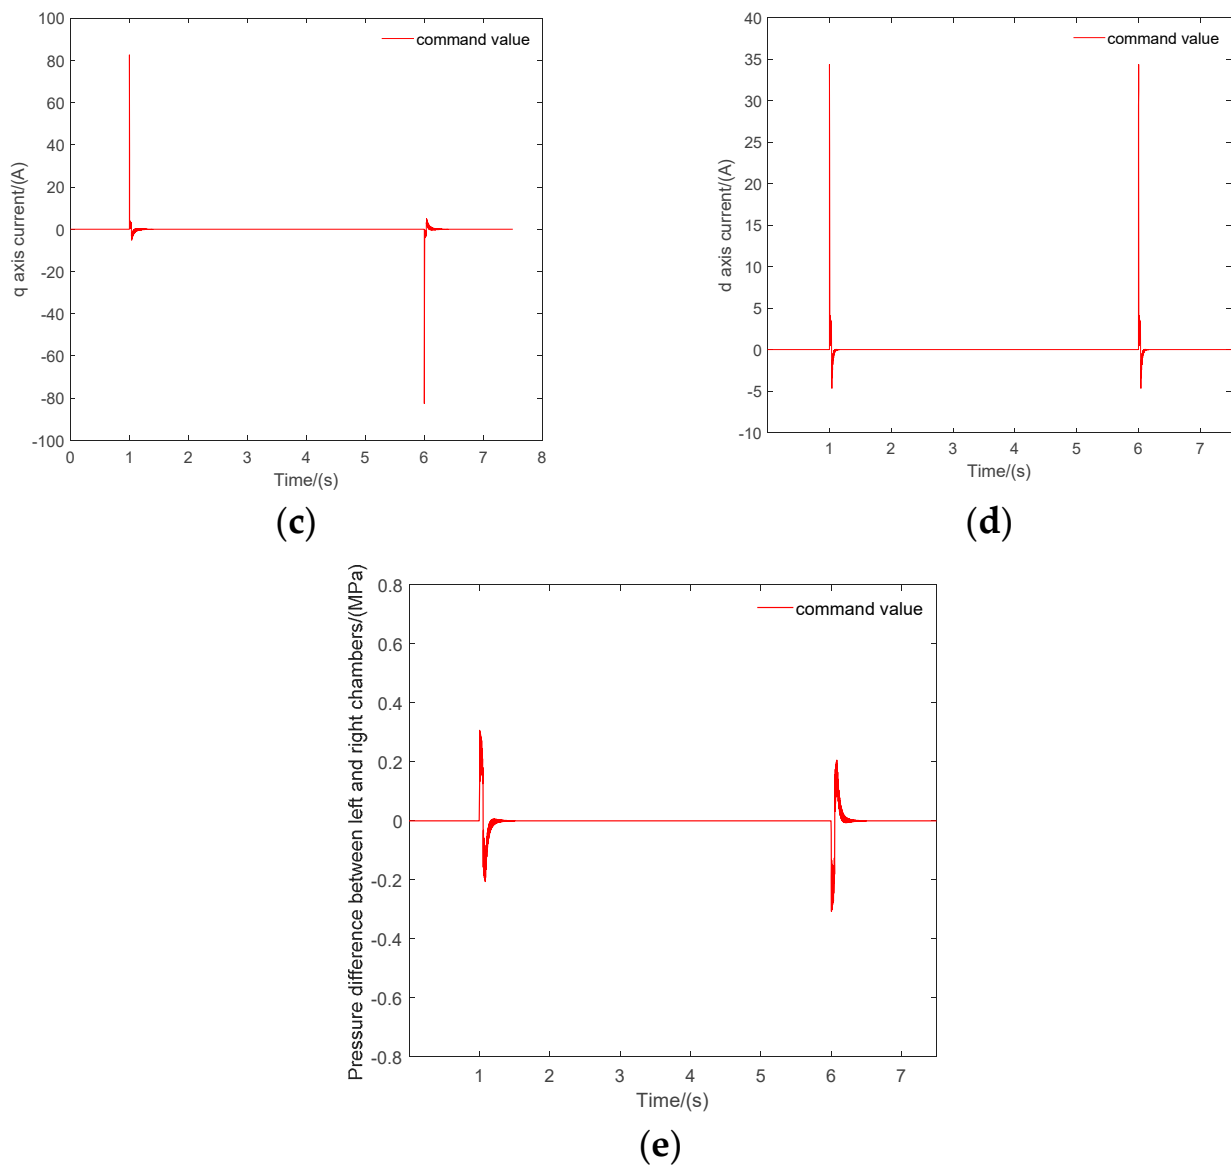 100
80
60
40
20
0
-20
-40
-60
-80
-100
q axis current/(A)
command value
0 1 2 3 4 5 6 7 8
Time/(s)
(c)
40
35
30
25
20
15
10
5
0
-5
-10
d axis current/(A)
command value
1 2 3 4 5 6 7
Time/(s)
(d)
0.8
0.6
0.4
0.2
0
-0.2
-0.4
-0.6
-0.8
Pressure difference between left and right chambers/(MPa)
command value
1 2 3 4 5 6 7
Time/(s)
(e)